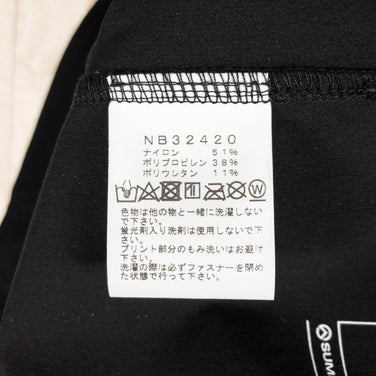 NB32420
ナイロン 51%
ポリプロピレン 38%
ポリウレタン 11%
W
色物は他の物と一緒に洗濯しない
で下さい。
蛍光剤入り洗剤は使用しないで
下さい。
プリント部分のもみ洗いはお避け
下さい。
洗濯の際は必ずファスナーを閉め
た状態で行って下さい。
SUM